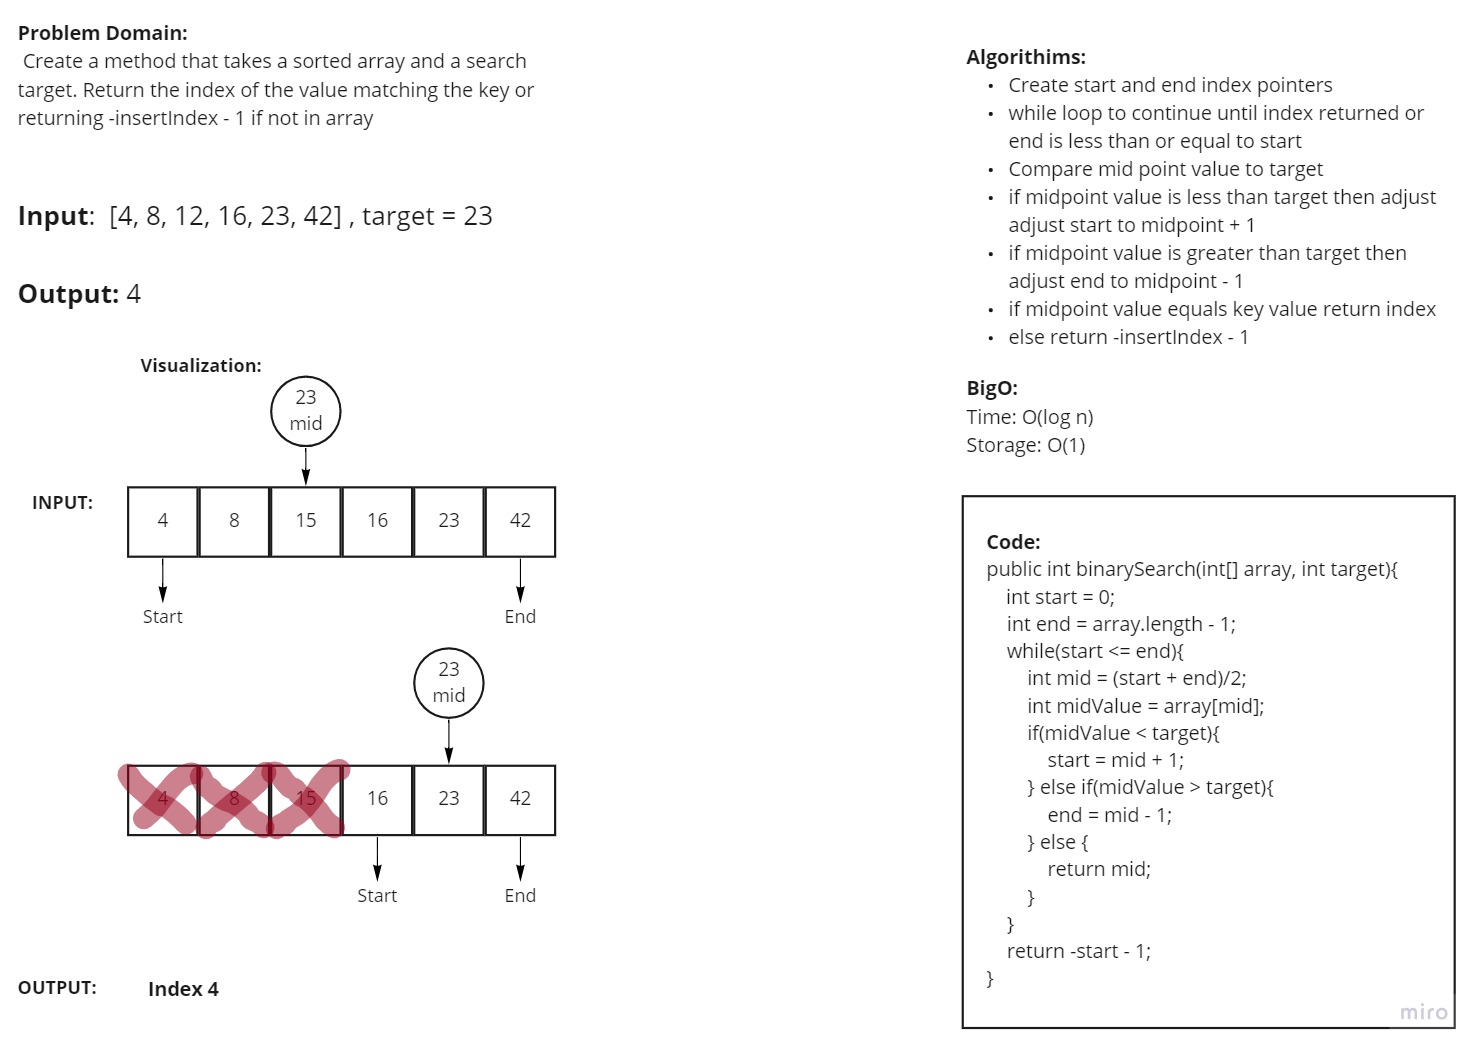 Problem Domain:
Create a method that takes a sorted array and a search
target. Return the index of the value matching the key or
returning -insertIndex - 1 if not in array
Input:  [4, 8, 12, 16, 23, 42] , target = 23
Output: 4
Visualization:
23
mid
INPUT:
4 8 15 16 23 42
Start End
23
mid
4 8 15 16 23 42
Start End
OUTPUT: Index 4
Algorithims:
• Create start and end index pointers
• while loop to continue until index returned or
end is less than or equal to start
• Compare mid point value to target
• if midpoint value is less than target then adjust
adjust start to midpoint + 1
• if midpoint value is greater than target then
adjust end to midpoint - 1
• if midpoint value equals key value return index
• else return -insertIndex - 1
BigO:
Time: O(log n)
Storage: O(1)
Code:
public int binarySearch(int[] array, int target){
int start = 0;
int end = array.length - 1;
while(start <= end){
int mid = (start + end)/2;
int midValue = array[mid];
if(midValue < target){
start = mid + 1;
} else if(midValue > target){
end = mid - 1;
} else {
return mid;
}
}
return -start - 1;
}
miro